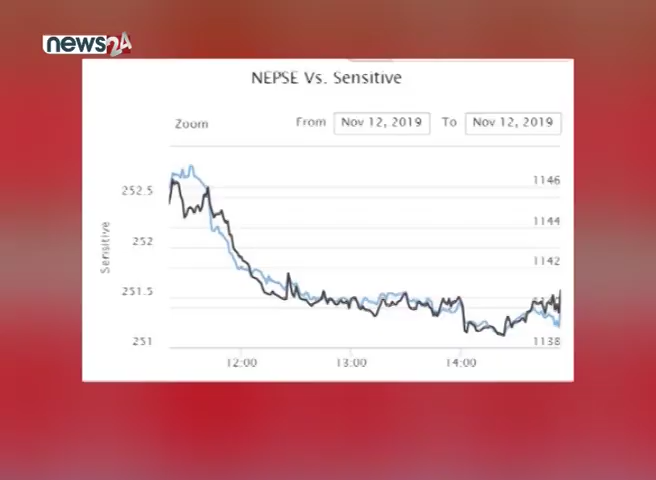 news24
NEPSE Vs. Sensitive
Zoom From Nov 12, 2019 To Nov 12, 2019
252.5 1146
1144
252
1142
251.5
251 1138
Sensitive
12:00 13:00 14:00